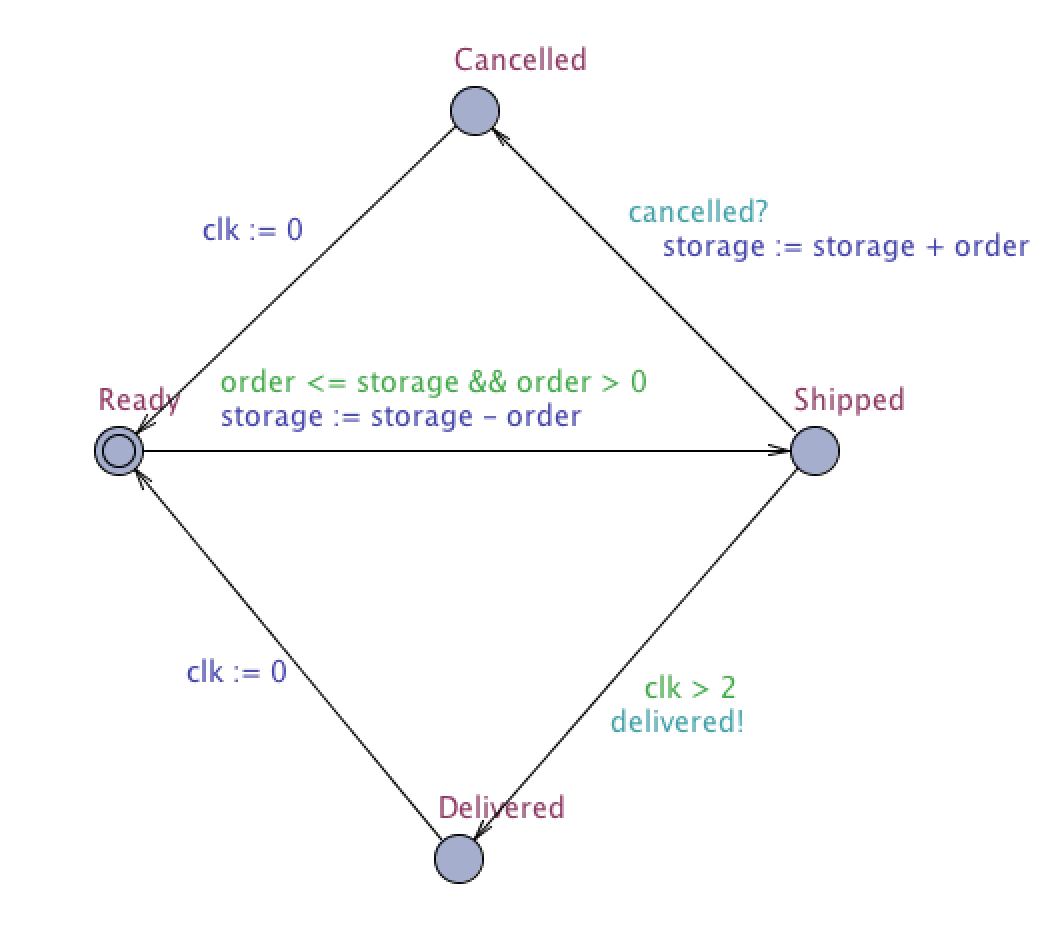 Cancelled
cancelled?
clk := 0
storage := storage + order
order <= storage && order > 0
Ready
Shipped
storage := storage - order
clk := 0
clk > 2
delivered!
Delivered